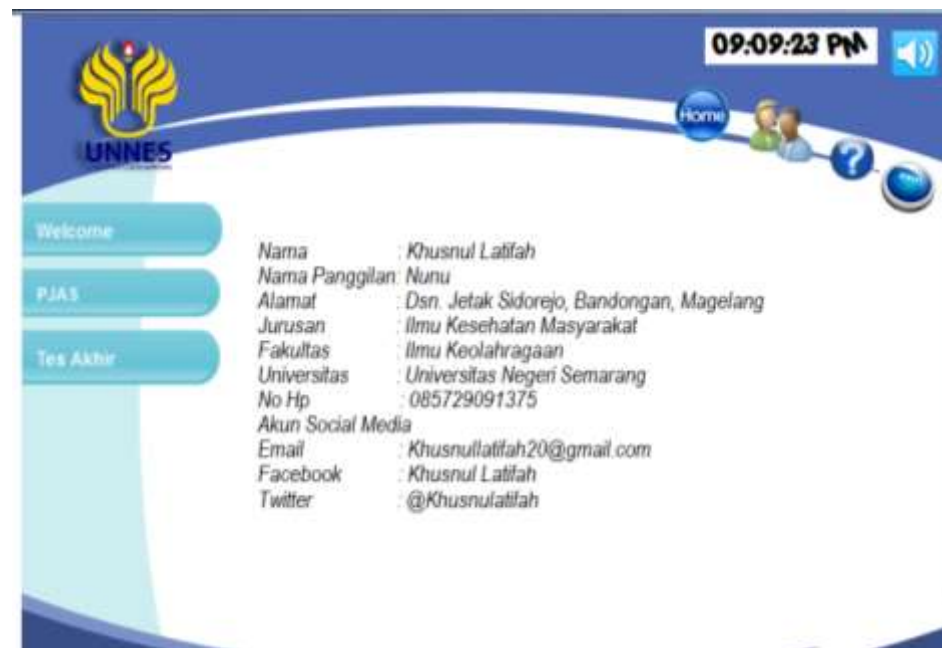 09:09:23 PM
Home
?
UNNES
Welcome
PJAS
Tes Akhir
Nama : Khusnul Latifah
Nama Panggilan: Nunu
Alamat : Dsn. Jetak Sidorejo, Bandongan, Magelang
Jurusan : Ilmu Kesehatan Masyarakat
Fakultas : Ilmu Keolahragaan
Universitas : Universitas Negeri Semarang
No Hp : 085729091375
Akun Social Media
Email : Khusnullatifah20@gmail.com
Facebook : Khusnul Latifah
Twitter : @Khusnulatifah